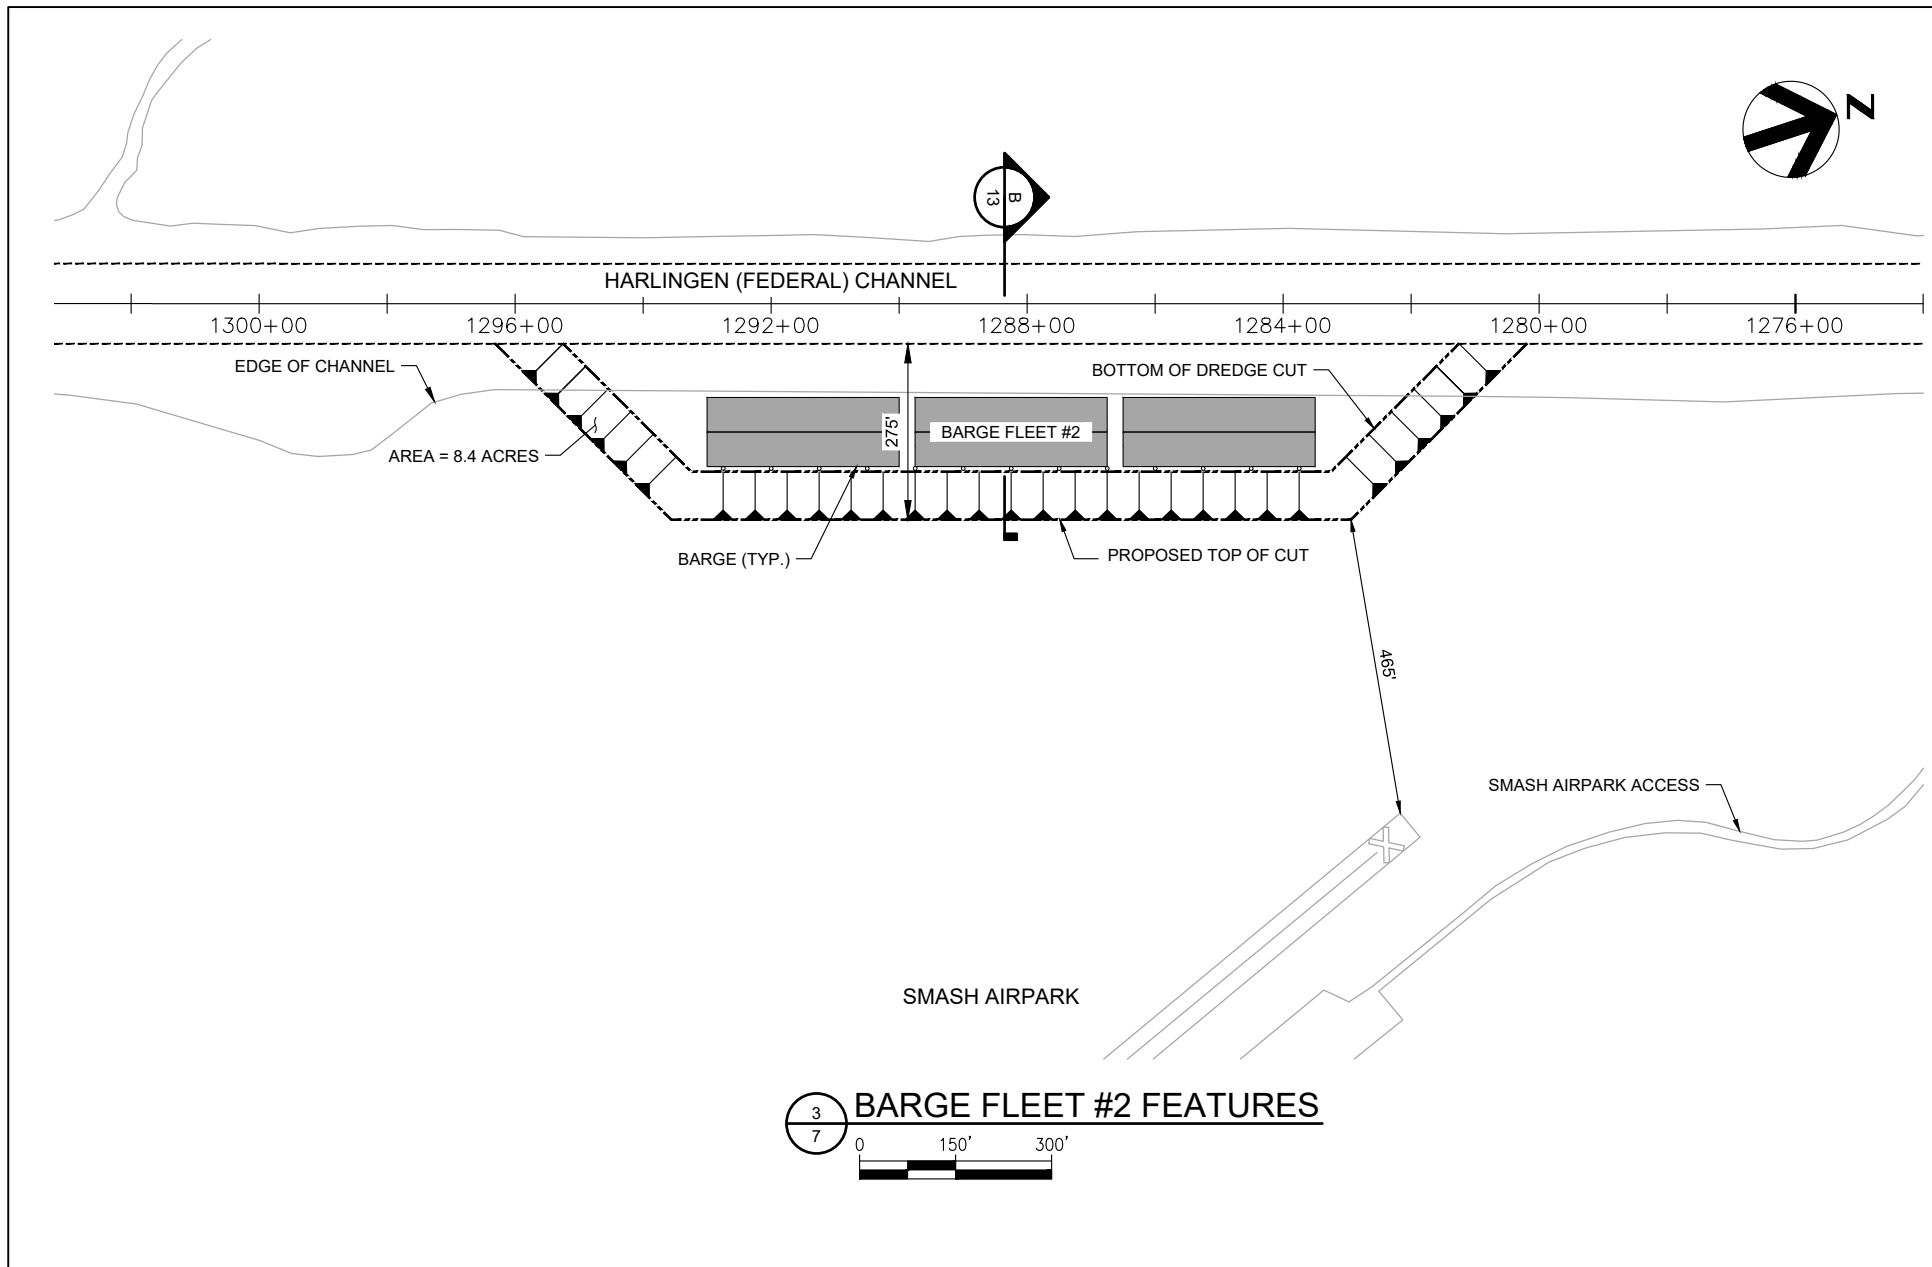 N
B
13
HARLINGEN (FEDERAL) CHANNEL
1300+00
1296+00
1292+00
1288+00
1284+00
1280+00
1276+00
EDGE OF CHANNEL
BOTTOM OF DREDGE CUT
275'
BARGE FLEET #2
AREA = 8.4 ACRES
BARGE (TYP.)
PROPOSED TOP OF CUT
465'
SMASH AIRPARK ACCESS
SMASH AIRPARK
3
7
BARGE FLEET #2 FEATURES
0
150'
300'